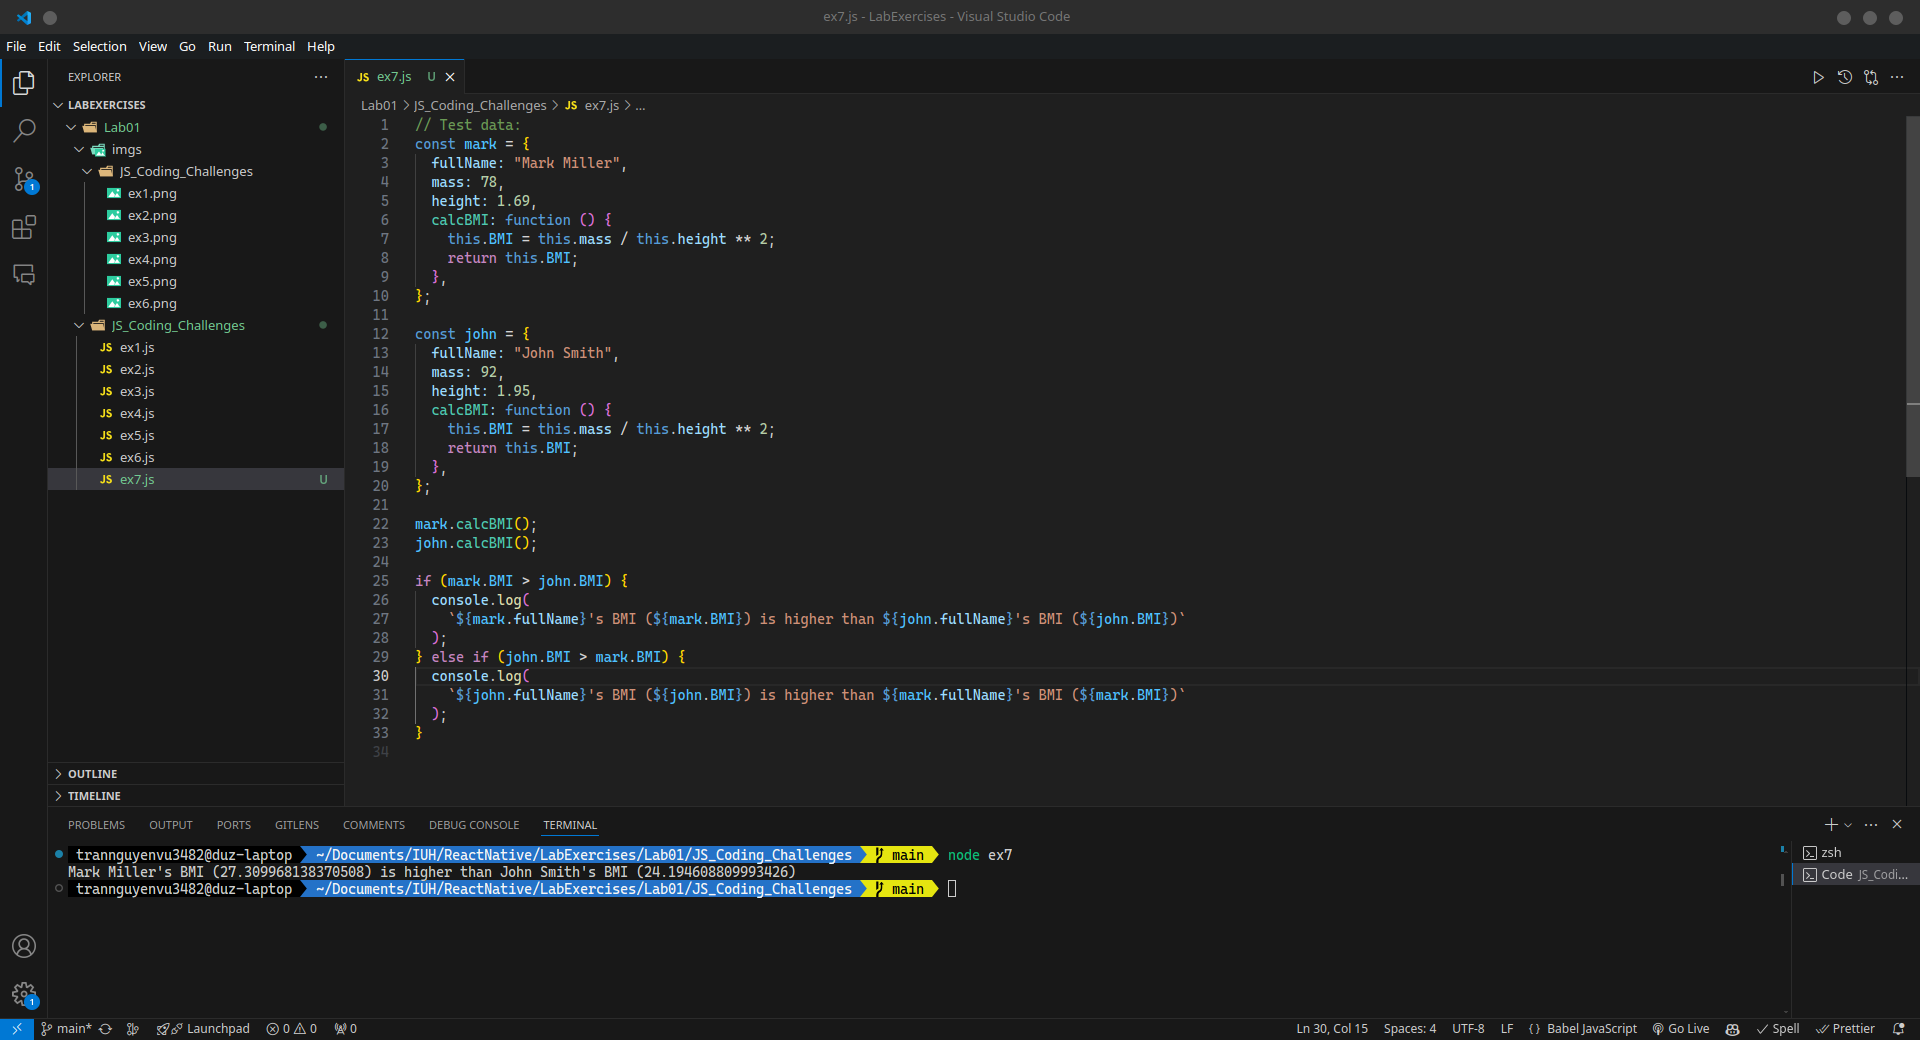 ex7.js - LabExercises - Visual Studio Code
File Edit Selection View Go Run Terminal Help
EXPLORER
LABEXERCISES
Lab01
imgs
JS_Coding_Challenges
ex1.png
ex2.png
ex3.png
ex4.png
ex5.png
ex6.png
JS_Coding_Challenges
JS ex1.js
JS ex2.js
JS ex3.js
JS ex4.js
JS ex5.js
JS ex6.js
JS ex7.js U
OUTLINE
TIMELINE
1
1
JS ex7.js U
Lab01 > JS_Coding_Challenges > JS ex7.js > ...
1 // Test data:
2 const mark = {
3   fullName: "Mark Miller",
4   mass: 78,
5   height: 1.69,
6   calcBMI: function () {
7     this.BMI = this.mass / this.height ** 2;
8     return this.BMI;
9   },
10 };
11
12 const john = {
13   fullName: "John Smith",
14   mass: 92,
15   height: 1.95,
16   calcBMI: function () {
17     this.BMI = this.mass / this.height ** 2;
18     return this.BMI;
19   },
20 };
21
22 mark.calcBMI();
23 john.calcBMI();
24
25 if (mark.BMI > john.BMI) {
26   console.log(
27     `${mark.fullName}'s BMI (${mark.BMI}) is higher than ${john.fullName}'s BMI (${john.BMI})`
28   );
29 } else if (john.BMI > mark.BMI) {
30   console.log(
31     `${john.fullName}'s BMI (${john.BMI}) is higher than ${mark.fullName}'s BMI (${mark.BMI})`
32   );
33 }
34
PROBLEMS OUTPUT PORTS GITLENS COMMENTS DEBUG CONSOLE TERMINAL
trannguyenvu3482@duz-laptop ~/Documents/IUH/ReactNative/LabExercises/Lab01/JS_Coding_Challenges main node ex7
Mark Miller's BMI (27.309968138370508) is higher than John Smith's BMI (24.194608809993426)
trannguyenvu3482@duz-laptop ~/Documents/IUH/ReactNative/LabExercises/Lab01/JS_Coding_Challenges main
zsh
Code JS_Codi...
main* Launchpad 0 0 0 Ln 30, Col 15 Spaces: 4 UTF-8 LF {} Babel JavaScript Go Live Spell Prettier